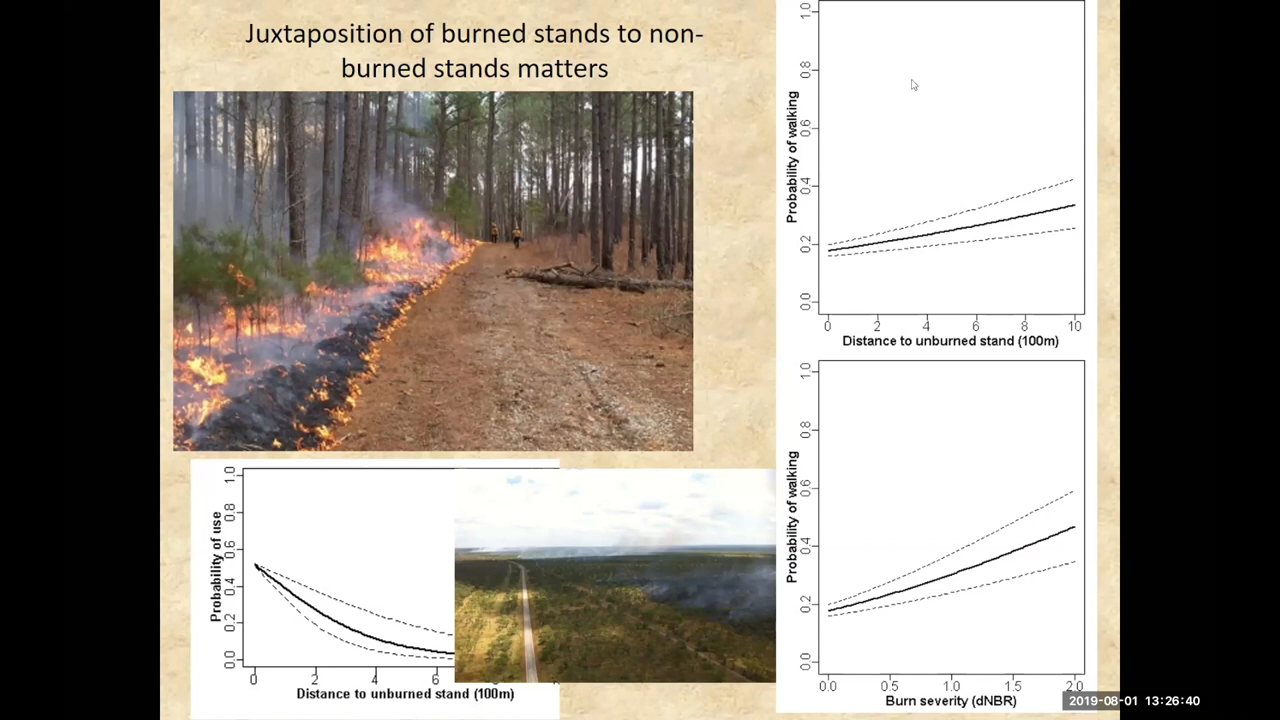 Juxtaposition of burned stands to non-
burned stands matters
Probability of walking
1.0
0.8
0.6
0.4
0.2
0.0
0 2 4 6 8 10
Distance to unburned stand (100m)
Probability of use
1.0
0.8
0.6
0.4
0.2
0.0
0 2 4 6
Distance to unburned stand (100m)
Probability of walking
1.0
0.8
0.6
0.4
0.2
0.0
0.0 0.5 1.0 1.5 2.0
Burn severity (dNBR)
2019-08-01 13:26:40